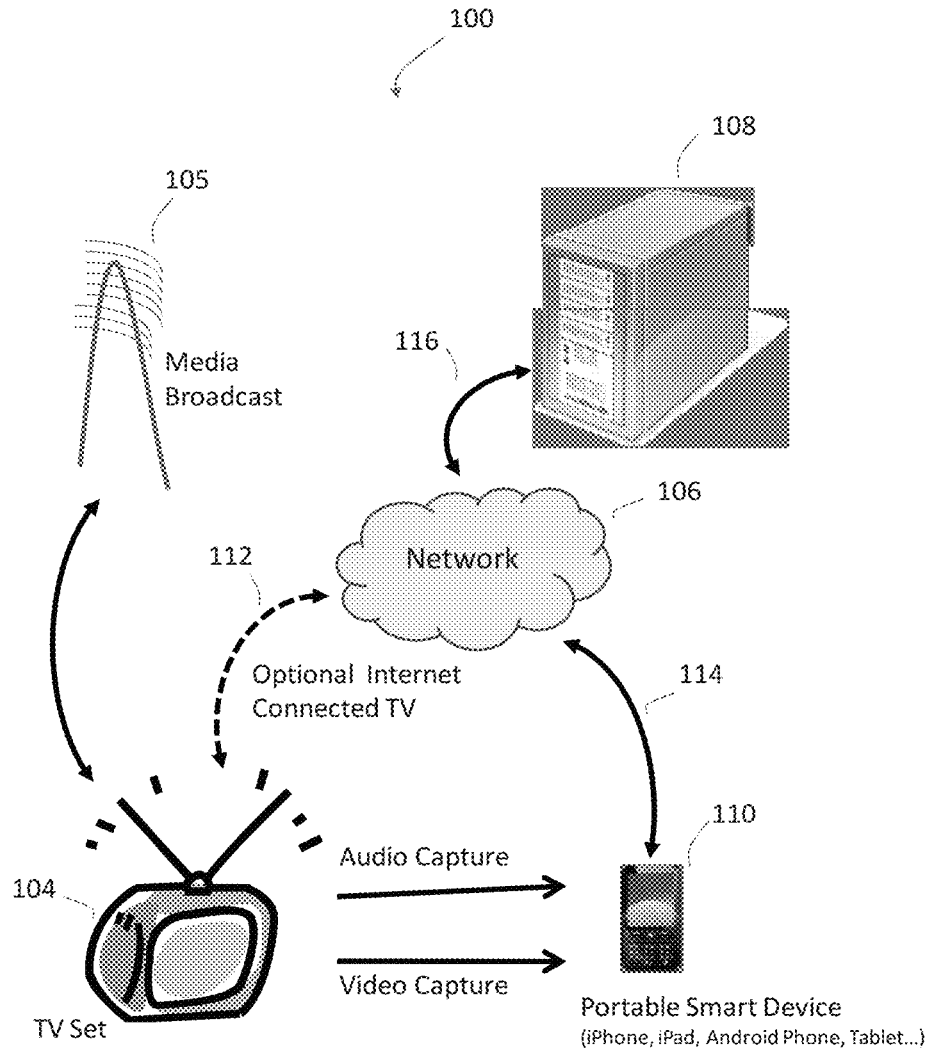 100
108
105
116
Media
Broadcast
106
Network
112
Optional Internet
Connected TV
114
110
Audio Capture
104
Video Capture
TV Set
Portable Smart Device
(iPhone, iPad, Android Phone, Tablet...)